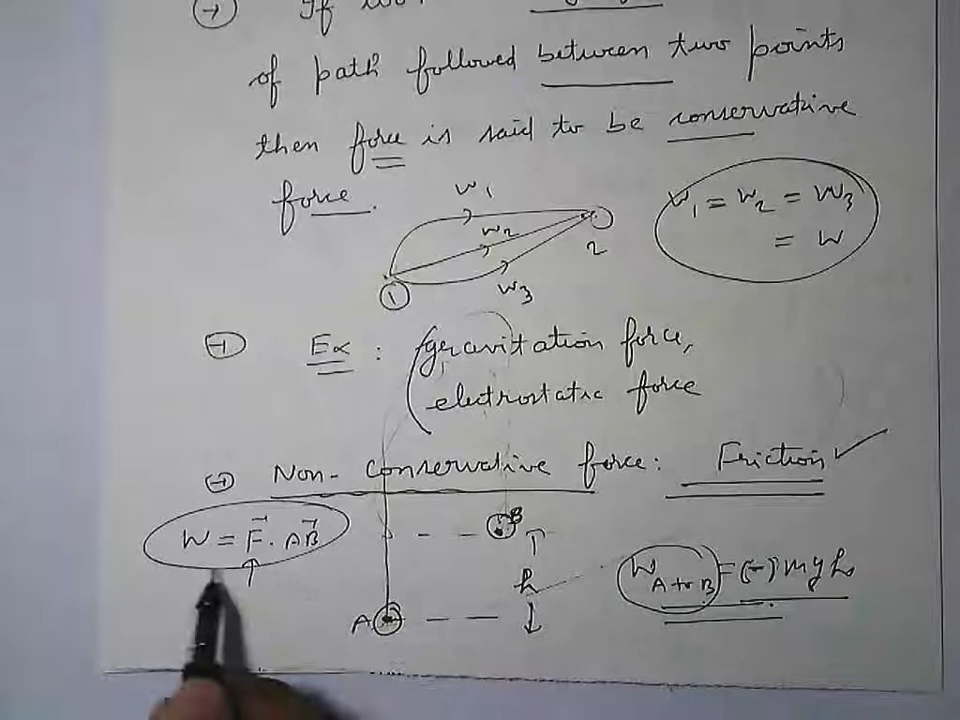 → If
of path followed between two points
then force is said to be conservative
force.
W1
W2
W3
1
2
W1 = W2 = W3
= W
→ Ex : gravitation force,
electrostatic force
→ Non-conservative force: Friction ✓
W = F⃗ . AB⃗
B
h
A
W A to B = (-) mgh